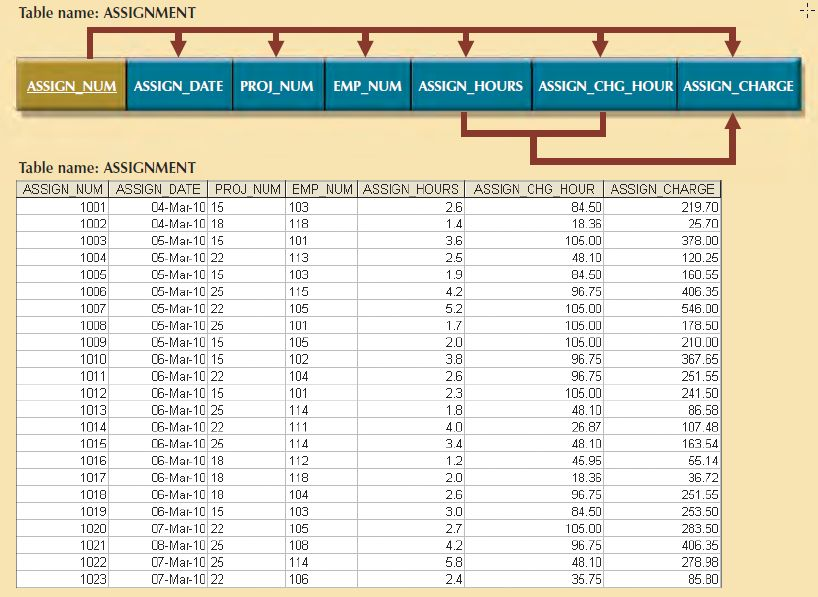 Table name: ASSIGNMENT
ASSIGN_NUM ASSIGN_DATE PROJ_NUM EMP_NUM ASSIGN_HOURS ASSIGN_CHG_HOUR ASSIGN_CHARGE
Table name: ASSIGNMENT
ASSIGN_NUM ASSIGN_DATE PROJ_NUM EMP_NUM ASSIGN_HOURS ASSIGN_CHG_HOUR ASSIGN_CHARGE
1001 04-Mar-10 15 103 2.6 84.50 219.70
1002 04-Mar-10 18 118 1.4 18.36 25.70
1003 05-Mar-10 15 101 3.6 105.00 378.00
1004 05-Mar-10 22 113 2.5 48.10 120.25
1005 05-Mar-10 15 103 1.9 84.50 160.55
1006 05-Mar-10 25 115 4.2 96.75 406.35
1007 05-Mar-10 22 105 5.2 105.00 546.00
1008 05-Mar-10 25 101 1.7 105.00 178.50
1009 05-Mar-10 15 105 2.0 105.00 210.00
1010 06-Mar-10 15 102 3.8 96.75 367.65
1011 06-Mar-10 22 104 2.6 96.75 251.55
1012 06-Mar-10 15 101 2.3 105.00 241.50
1013 06-Mar-10 25 114 1.8 48.10 86.58
1014 06-Mar-10 22 111 4.0 26.87 107.48
1015 06-Mar-10 25 114 3.4 48.10 163.54
1016 06-Mar-10 18 112 1.2 45.95 55.14
1017 06-Mar-10 18 118 2.0 18.36 36.72
1018 06-Mar-10 18 104 2.6 96.75 251.55
1019 06-Mar-10 15 103 3.0 84.50 253.50
1020 07-Mar-10 22 105 2.7 105.00 283.50
1021 08-Mar-10 25 108 4.2 96.75 406.35
1022 07-Mar-10 25 114 5.8 48.10 278.98
1023 07-Mar-10 22 106 2.4 35.75 85.80